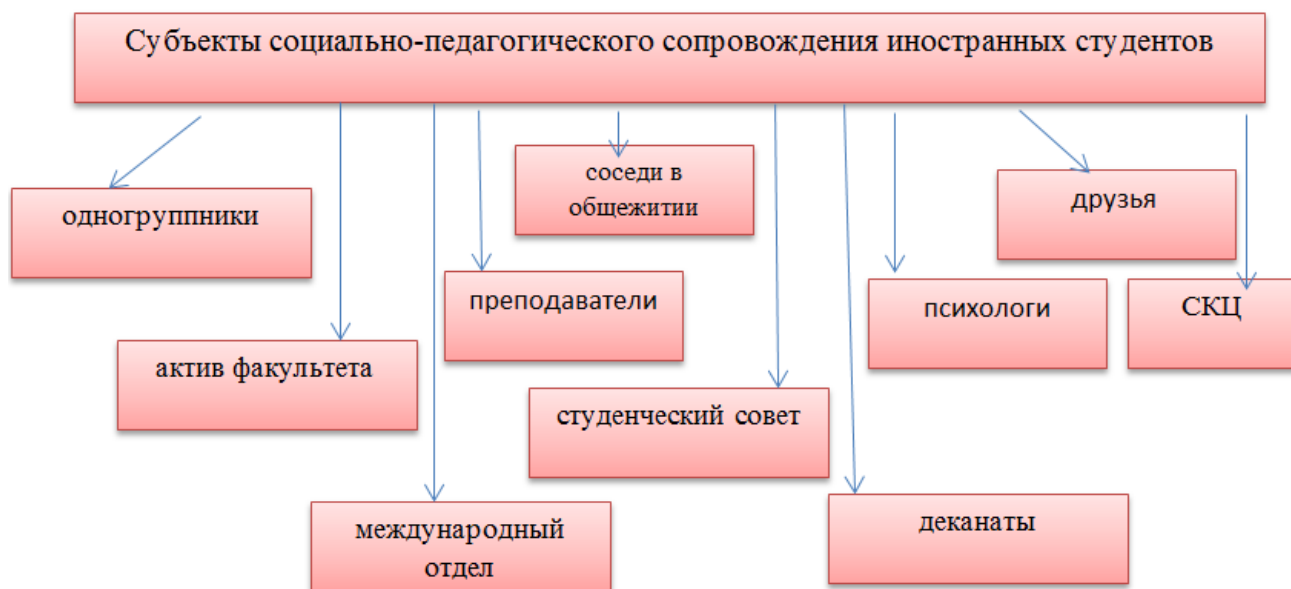 Субъекты социально-педагогического сопровождения иностранных студентов
соседи в
общежитии
друзья
одногруппники
преподаватели
психологи
СКЦ
актив факультета
студенческий совет
международный
отдел
деканаты